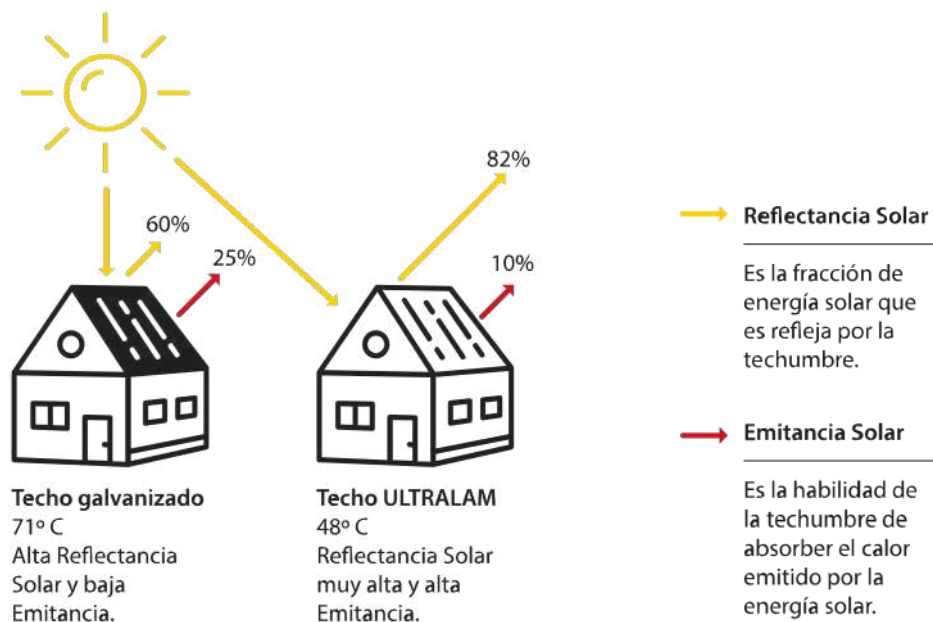 82%
60%
25%
10%
Techo galvanizado
71º C
Alta Reflectancia
Solar y baja
Emitancia.
Techo ULTRALAM
48º C
Reflectancia Solar
muy alta y alta
Emitancia.
Reflectancia Solar
Es la fracción de
energía solar que
es refleja por la
techumbre.
Emitancia Solar
Es la habilidad de
la techumbre de
absorber el calor
emitido por la
energía solar.